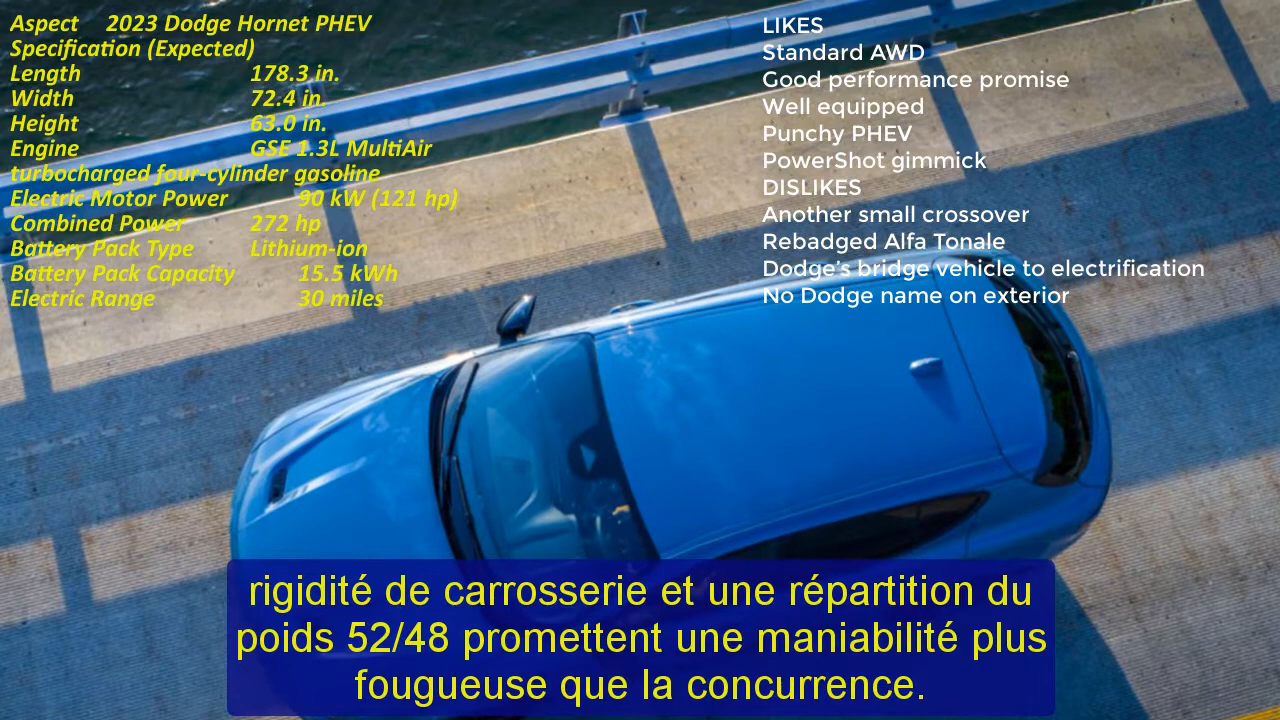 Aspect 2023 Dodge Hornet PHEV
Specification (Expected)
Length 178.3 in.
Width 72.4 in.
Height 63.0 in.
Engine GSE 1.3L MultiAir
turbocharged four-cylinder gasoline
Electric Motor Power 90 kW (121 hp)
Combined Power 272 hp
Battery Pack Type Lithium-ion
Battery Pack Capacity 15.5 kWh
Electric Range 30 miles
LIKES
Standard AWD
Good performance promise
Well equipped
Punchy PHEV
PowerShot gimmick
DISLIKES
Another small crossover
Rebadged Alfa Tonale
Dodge’s bridge vehicle to electrification
No Dodge name on exterior
rigidité de carrosserie et une répartition du
poids 52/48 promettent une maniabilité plus
fougueuse que la concurrence.